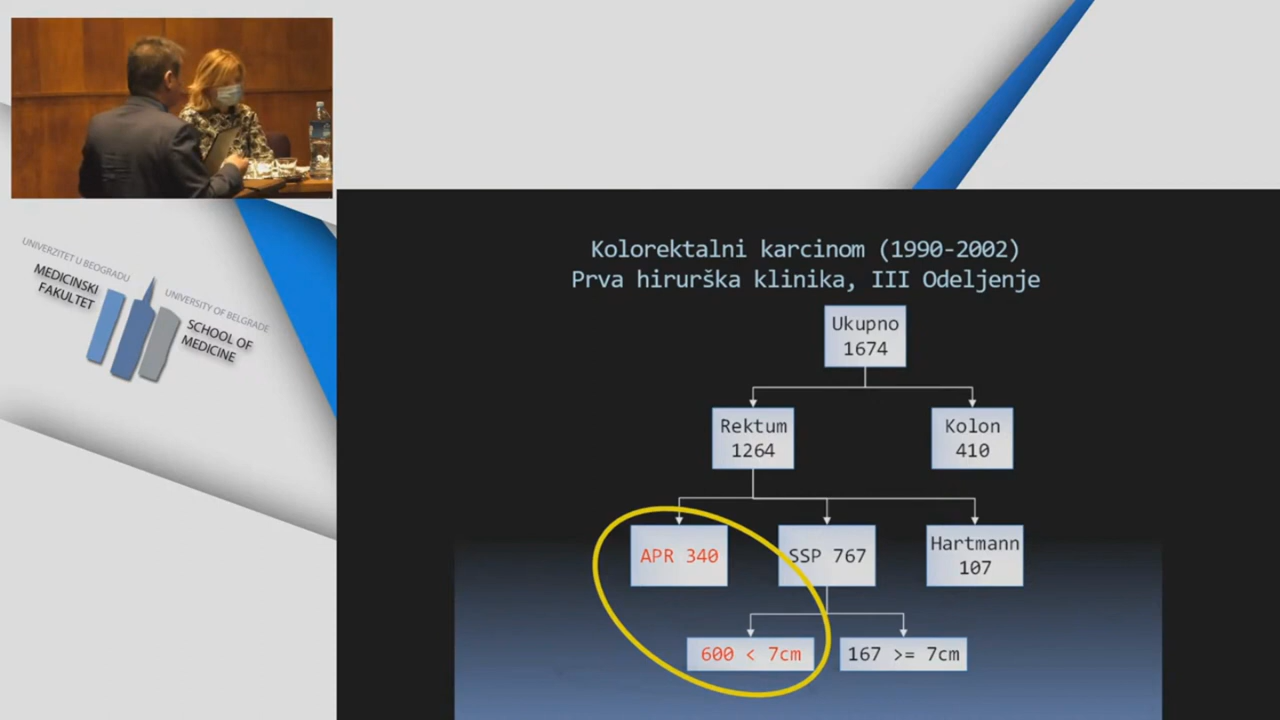 UNIVERZITET U BEOGRADU
MEDICINSKI
FAKULTET
UNIVERSITY OF BELGRADE
SCHOOL OF
MEDICINE
Kolorektalni karcinom (1990-2002)
Prva hirurška klinika, III Odeljenje
Ukupno
1674
Rektum
1264
Kolon
410
APR 340
SSP 767
Hartmann
107
600 < 7cm
167 >= 7cm